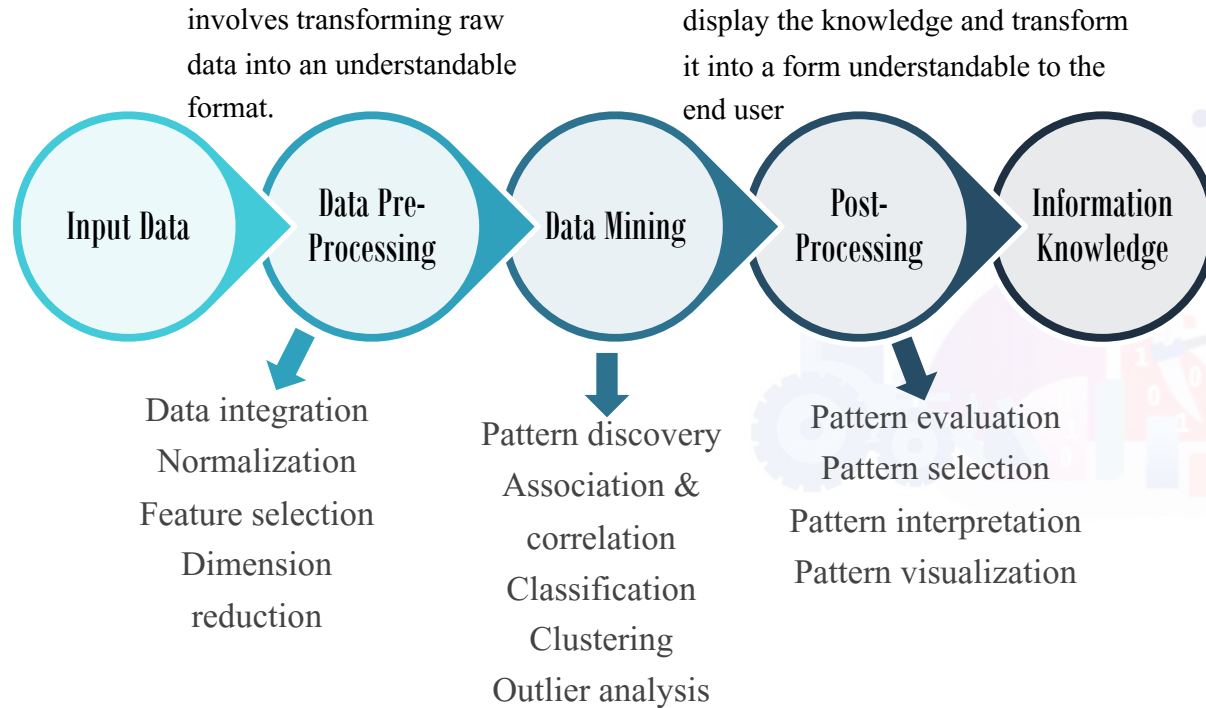 involves transforming raw
data into an understandable
format.
display the knowledge and transform
it into a form understandable to the
end user
Input Data
Data Pre-
Processing
Data Mining
Post-
Processing
Information
Knowledge
Data integration
Normalization
Feature selection
Dimension
reduction
Pattern discovery
Association &
correlation
Classification
Clustering
Outlier analysis
Pattern evaluation
Pattern selection
Pattern interpretation
Pattern visualization